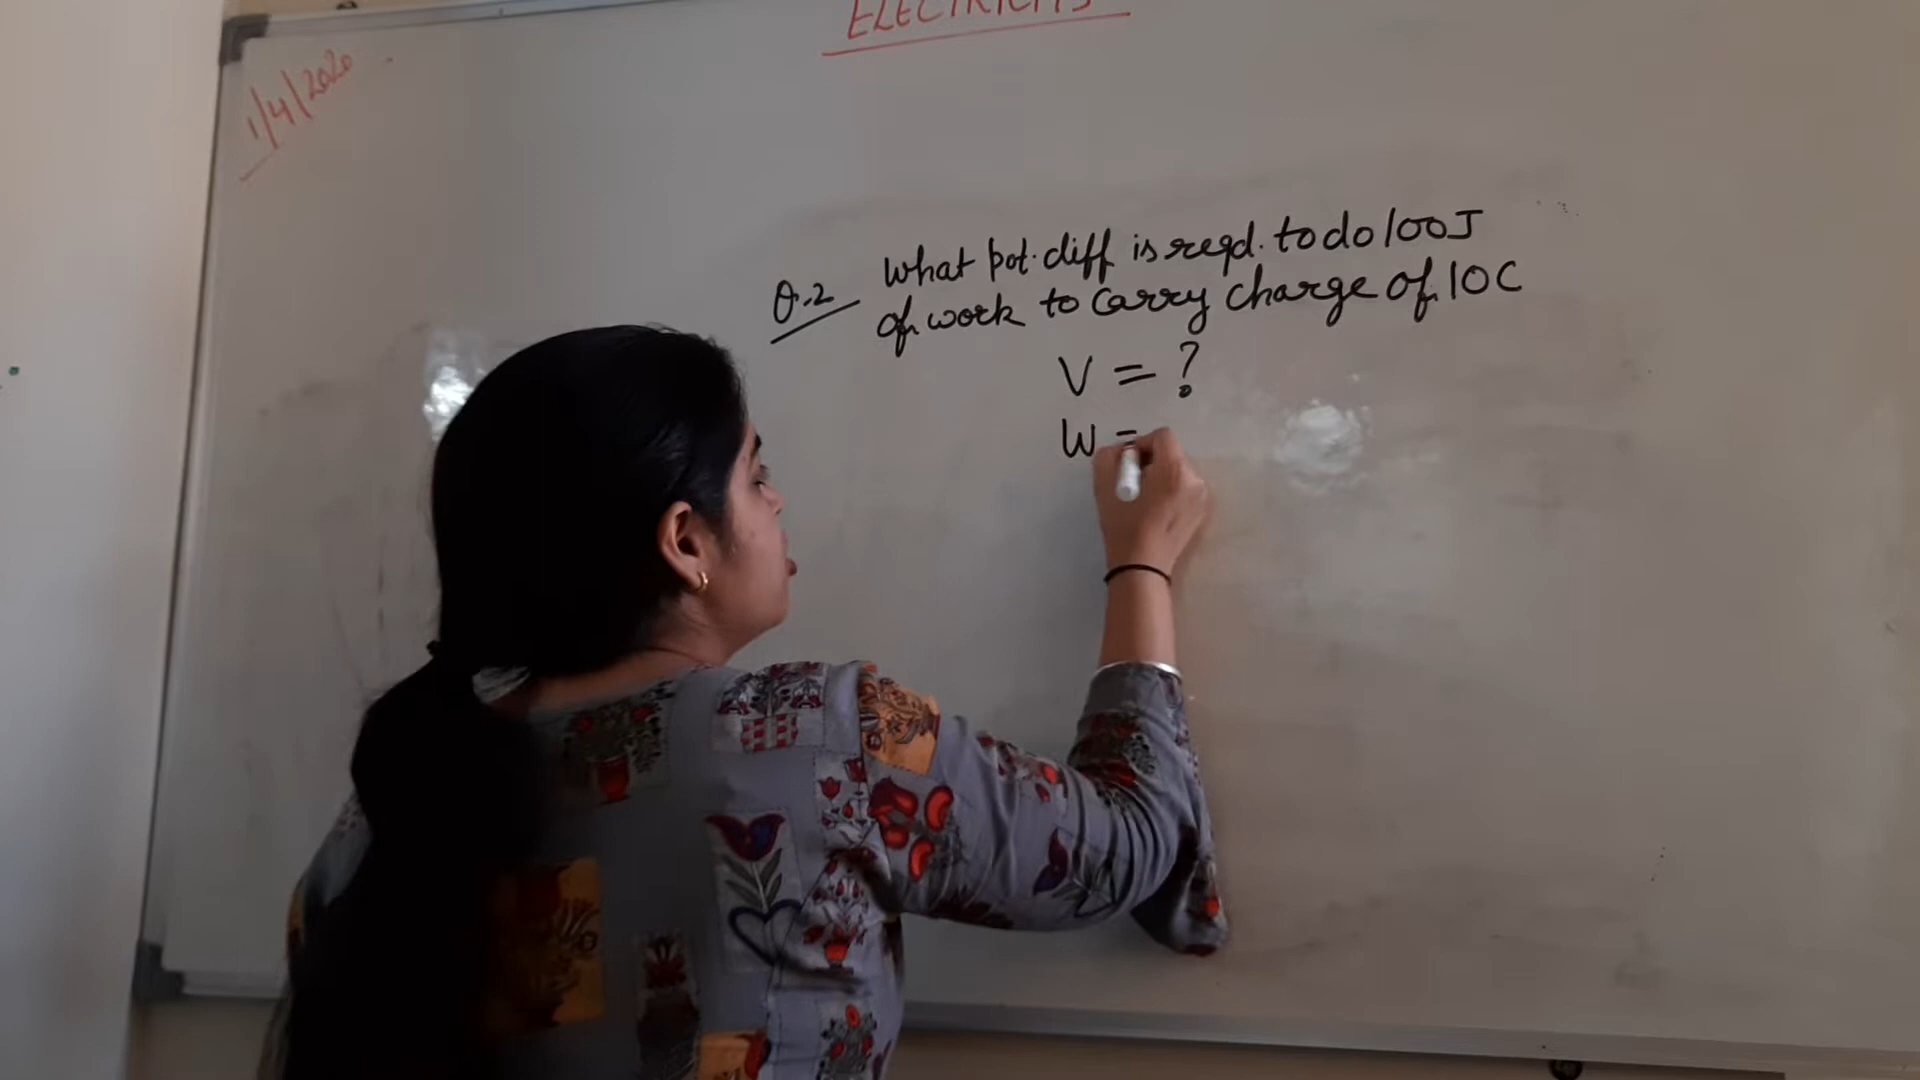 ELECTRICITY
1/4/2020
Q.2 What pot. diff is reqd. to do 100J
of work to carry charge of 10C
V = ?
W =